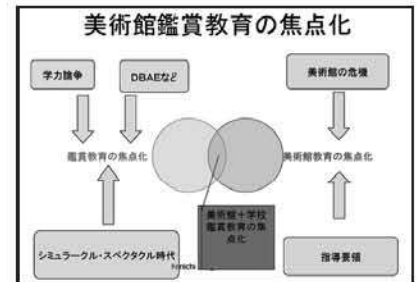 美術館鑑賞教育の焦点化
学力論争
DBAEなど
美術館の危機
鑑賞教育の焦点化
美術館教育の焦点化
美術館+学校
鑑賞教育の焦
点化
シミュラークル・スペクタクル時代
指導要領